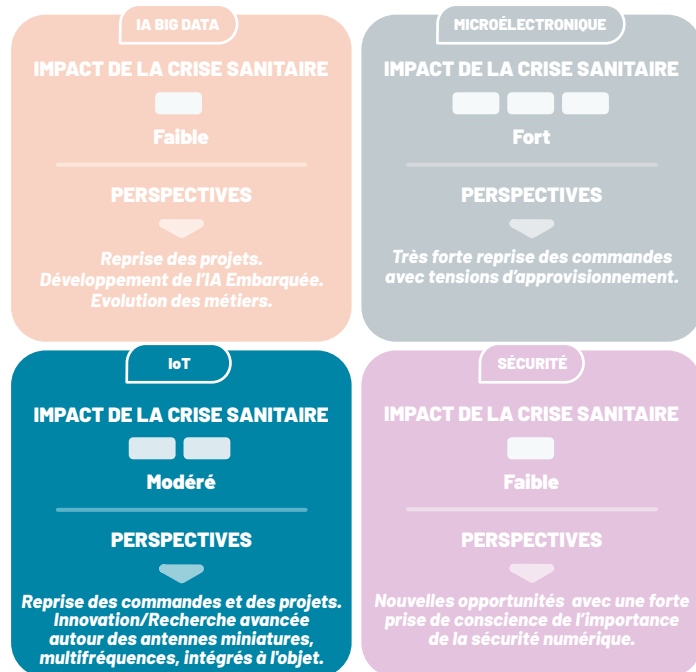 IA BIG DATA
IMPACT DE LA CRISE SANITAIRE
Faible
PERSPECTIVES
Reprise des projets.
Développement de l'IA Embarquée.
Evolution des métiers.
MICROÉLECTRONIQUE
IMPACT DE LA CRISE SANITAIRE
Fort
PERSPECTIVES
Très forte reprise des commandes
avec tensions d'approvisionnement.
IoT
IMPACT DE LA CRISE SANITAIRE
Modéré
PERSPECTIVES
Reprise des commandes et des projets.
Innovation/Recherche avancée
autour des antennes miniatures,
multifréquences, intégrés à l'objet.
SÉCURITÉ
IMPACT DE LA CRISE SANITAIRE
Faible
PERSPECTIVES
Nouvelles opportunités avec une forte
prise de conscience de l'importance
de la sécurité numérique.